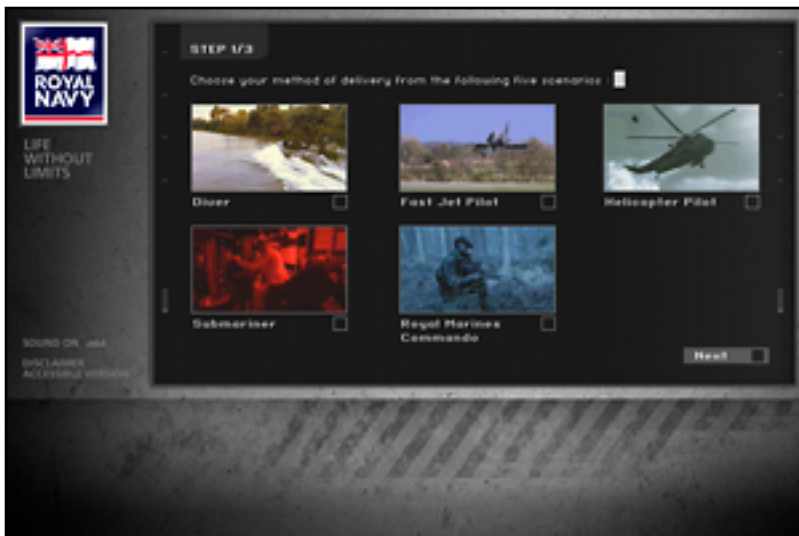 ROYAL
NAVY
LIFE
WITHOUT
LIMITS
STEP 1/3
Choose your method of delivery from the following five scenarios :
Diver
Fast Jet Pilot
Helicopter Pilot
Submariner
Royal Marines
Commando
Next
SOUND ON
DISCLAIMER
ACCESSIBLE VERSION